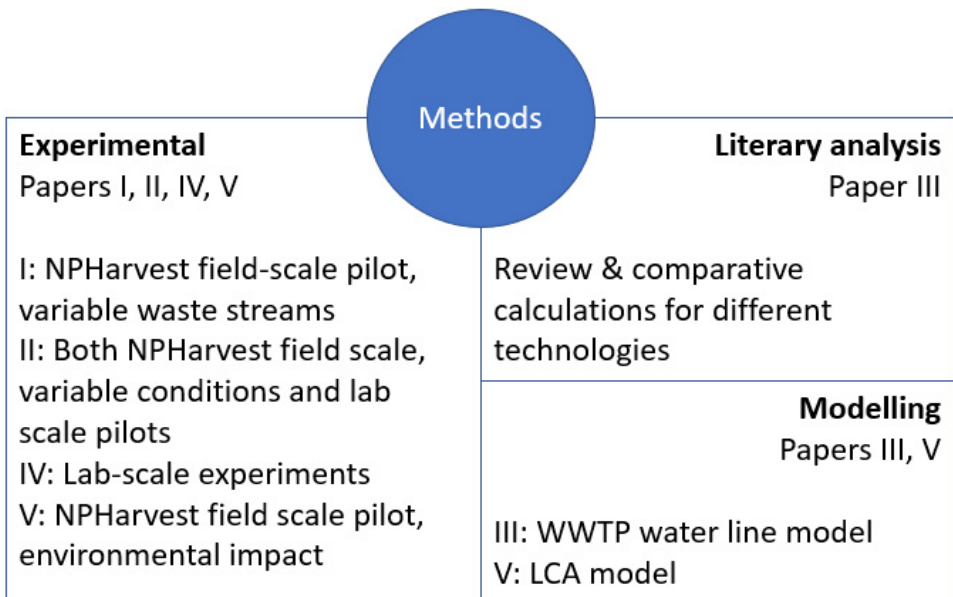 Methods
Experimental
Papers I, II, IV, V
I: NPHarvest field-scale pilot,
variable waste streams
II: Both NPHarvest field scale,
variable conditions and lab
scale pilots
IV: Lab-scale experiments
V: NPHarvest field scale pilot,
environmental impact
Literary analysis
Paper III
Review & comparative
calculations for different
technologies
Modelling
Papers III, V
III: WWTP water line model
V: LCA model